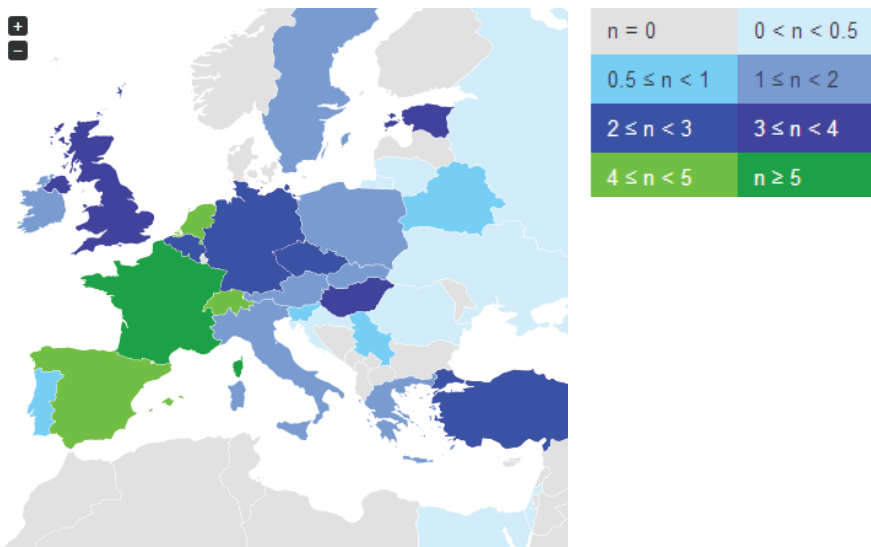 +
−
n = 0
0 < n < 0.5
0.5 ≤ n < 1
1 ≤ n < 2
2 ≤ n < 3
3 ≤ n < 4
4 ≤ n < 5
n ≥ 5